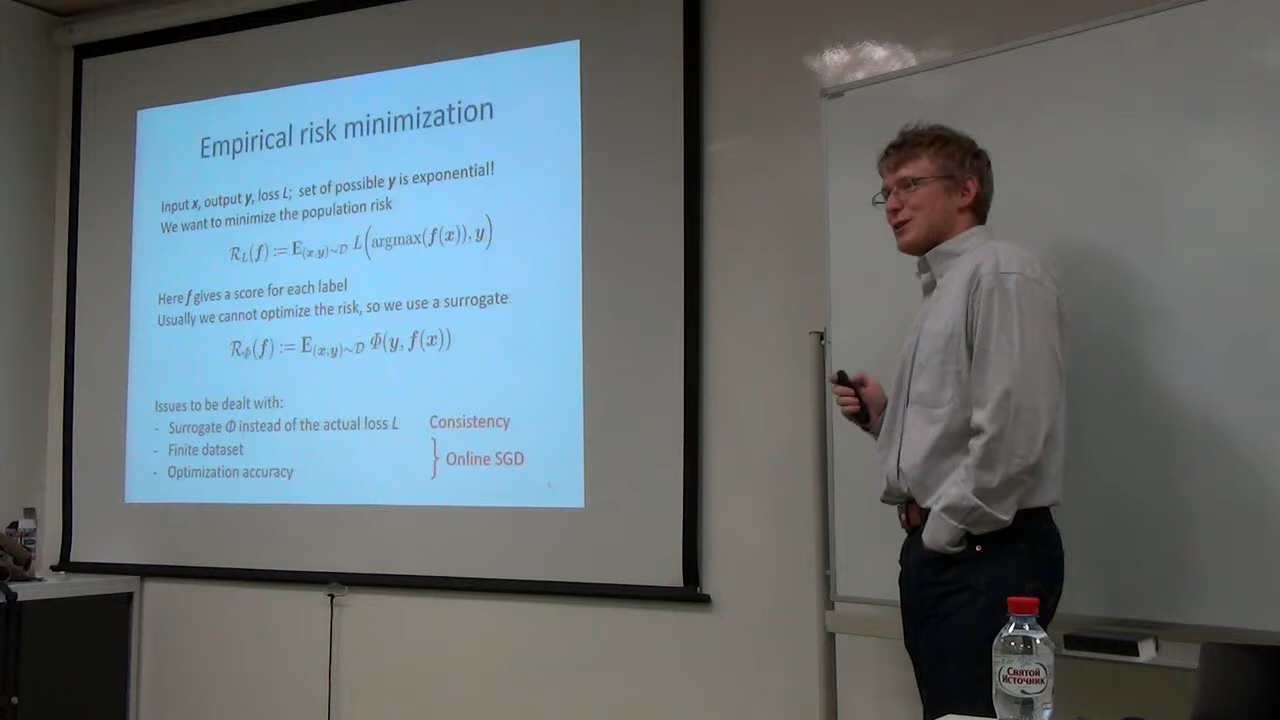 Empirical risk minimization
Input x, output y, loss L; set of possible y is exponential!
We want to minimize the population risk
R_L(f) := E_{(x,y)∼D} L(argmax(f(x)), y)
Here f gives a score for each label
Usually we cannot optimize the risk, so we use a surrogate
R_Φ(f) := E_{(x,y)∼D} Φ(y, f(x))
Issues to be dealt with:
- Surrogate Φ instead of the actual loss L
Consistency
- Finite dataset
- Optimization accuracy
} Online SGD
Святой
Источник